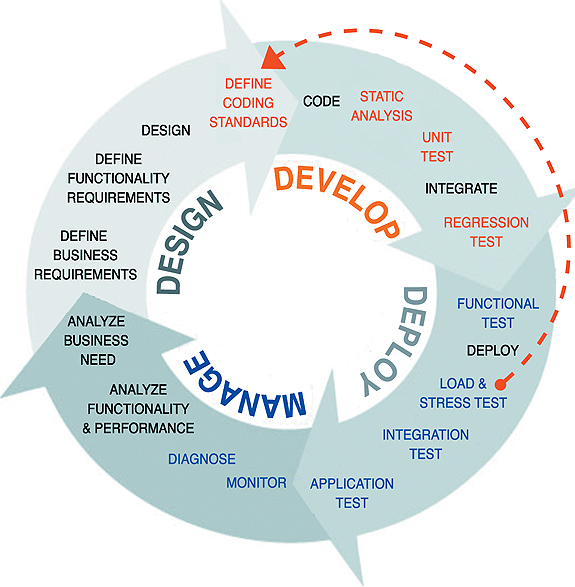 DEFINE
CODING
STANDARDS
CODE
STATIC
ANALYSIS
UNIT
TEST
INTEGRATE
REGRESSION
TEST
FUNCTIONAL
TEST
DEPLOY
LOAD &
STRESS TEST
INTEGRATION
TEST
APPLICATION
TEST
MONITOR
DIAGNOSE
ANALYZE
FUNCTIONALITY
& PERFORMANCE
ANALYZE
BUSINESS
NEED
DEFINE
BUSINESS
REQUIREMENTS
DEFINE
FUNCTIONALITY
REQUIREMENTS
DESIGN
DESIGN
DEVELOP
DEPLOY
MANAGE